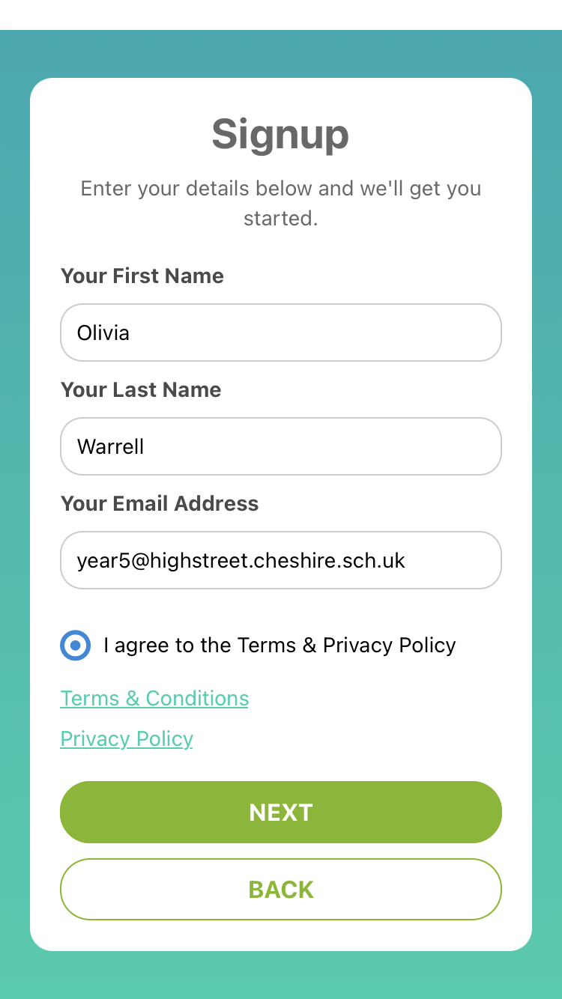 Signup
Enter your details below and we'll get you
started.
Your First Name
Olivia
Your Last Name
Warrell
Your Email Address
year5@highstreet.cheshire.sch.uk
I agree to the Terms & Privacy Policy
Terms & Conditions
Privacy Policy
NEXT
BACK